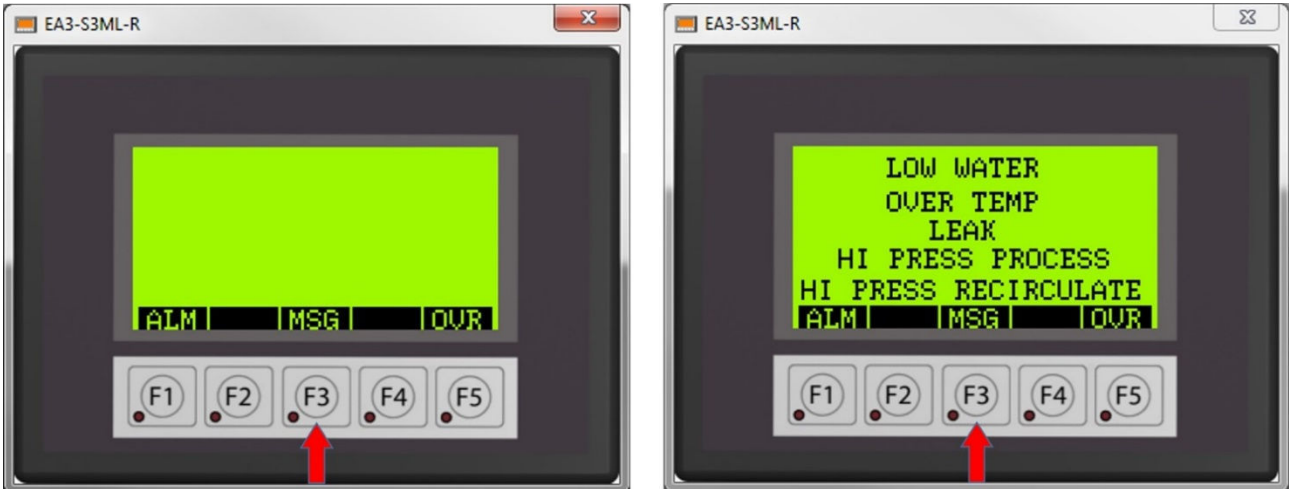 EA3-S3ML-R
ALM MSG OVR
F1 F2 F3 F4 F5
EA3-S3ML-R
LOW WATER
OVER TEMP
LEAK
HI PRESS PROCESS
HI PRESS RECIRCULATE
ALM MSG OVR
F1 F2 F3 F4 F5